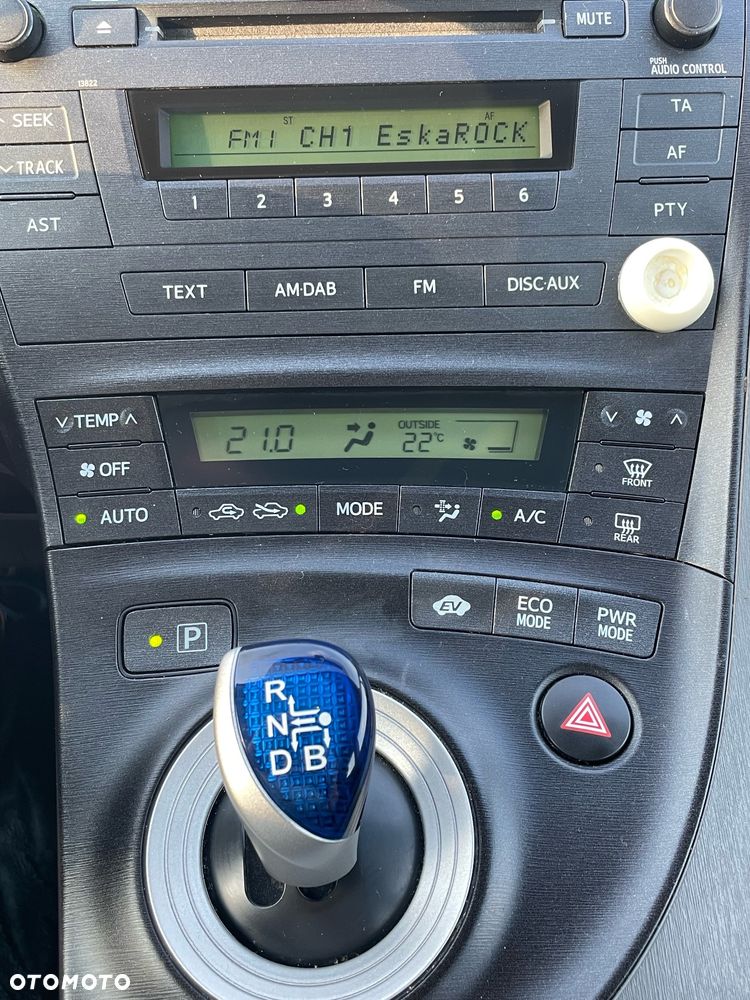 MUTE
PUSH
AUDIO CONTROL
13822
SEEK
TRACK
AST
ST
AF
FM1 CH1 EskaROCK
TA
AF
PTY
1 2 3 4 5 6
TEXT
AM·DAB
FM
DISC·AUX
TEMP
21.0
OUTSIDE
22°C
OFF
FRONT
AUTO
MODE
A/C
REAR
EV
ECO
MODE
PWR
MODE
P
R
N
D B
OTOMOTO